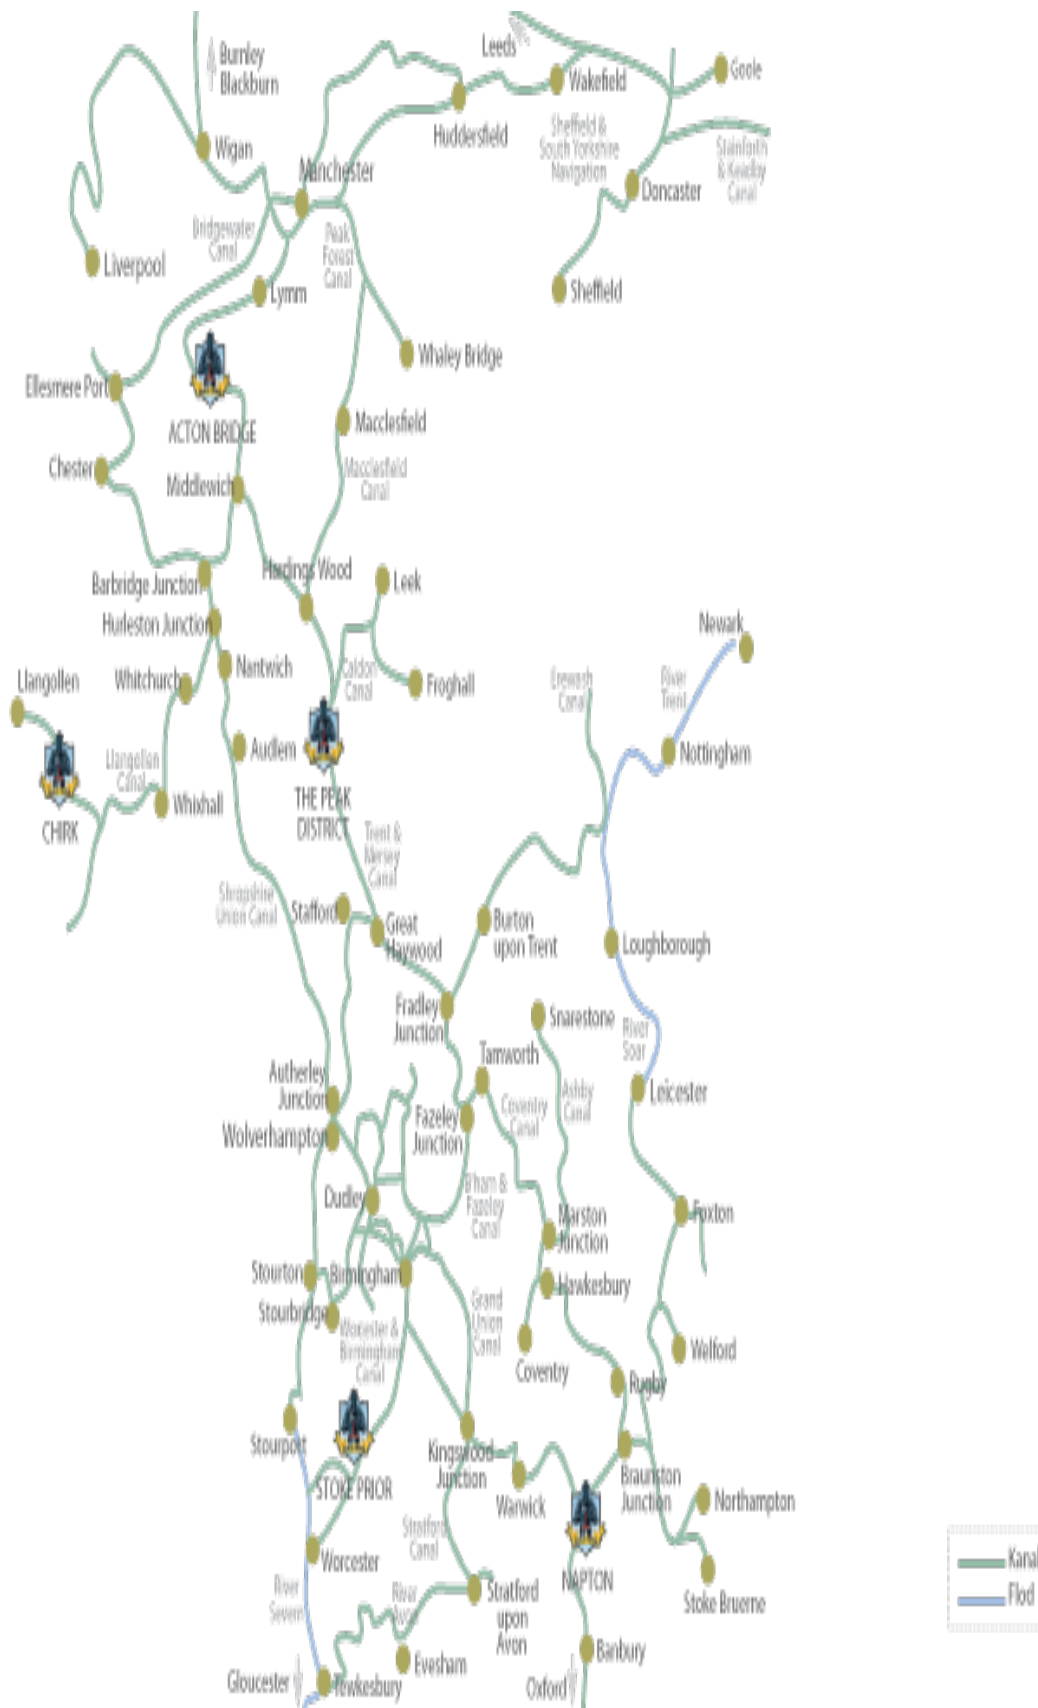 Leeds
Burnley
Blackburn
Goole
Wakefield
Huddersfield
Sheffield &
South Yorkshire
Navigation
Stainforth
& Keadby
Canal
Wigan
Manchester
Doncaster
Bridgewater
Canal
Peak
Forest
Canal
Liverpool
Lymm
Sheffield
Whaley Bridge
Ellesmere Port
ACTON BRIDGE
Macclesfield
Chester
Macclesfield
Canal
Middlewich
Hardings Wood
Leek
Barbridge Junction
Hurleston Junction
Newark
Nantwich
Whitchurch
Caldon
Canal
Froghall
Erewash
Canal
River
Trent
Llangollen
Audlem
Nottingham
Llangollen
Canal
Whixhall
THE PEAK
DISTRICT
CHIRK
Trent &
Mersey
Canal
Shropshire
Union Canal
Stafford
Great
Haywood
Burton
upon Trent
Loughborough
Fradley
Junction
Snarestone
River
Soar
Tamworth
Autherley
Junction
Coventry
Canal
Ashby
Canal
Leicester
Fazeley
Junction
Wolverhampton
Dudley
B'ham &
Fazeley
Canal
Marston
Junction
Foxton
Stourton
Birmingham
Hawkesbury
Stourbridge
Worcester &
Birmingham
Canal
Grand
Union
Canal
Coventry
Welford
Rugby
Stourport
Kingswood
Junction
STOKE PRIOR
Warwick
Braunston
Junction
Northampton
Stratford
Canal
Worcester
NAPTON
River
Severn
River
Avon
Stratford
upon
Avon
Stoke Bruerne
Banbury
Evesham
Gloucester
Tewkesbury
Oxford
Kanal
Flod